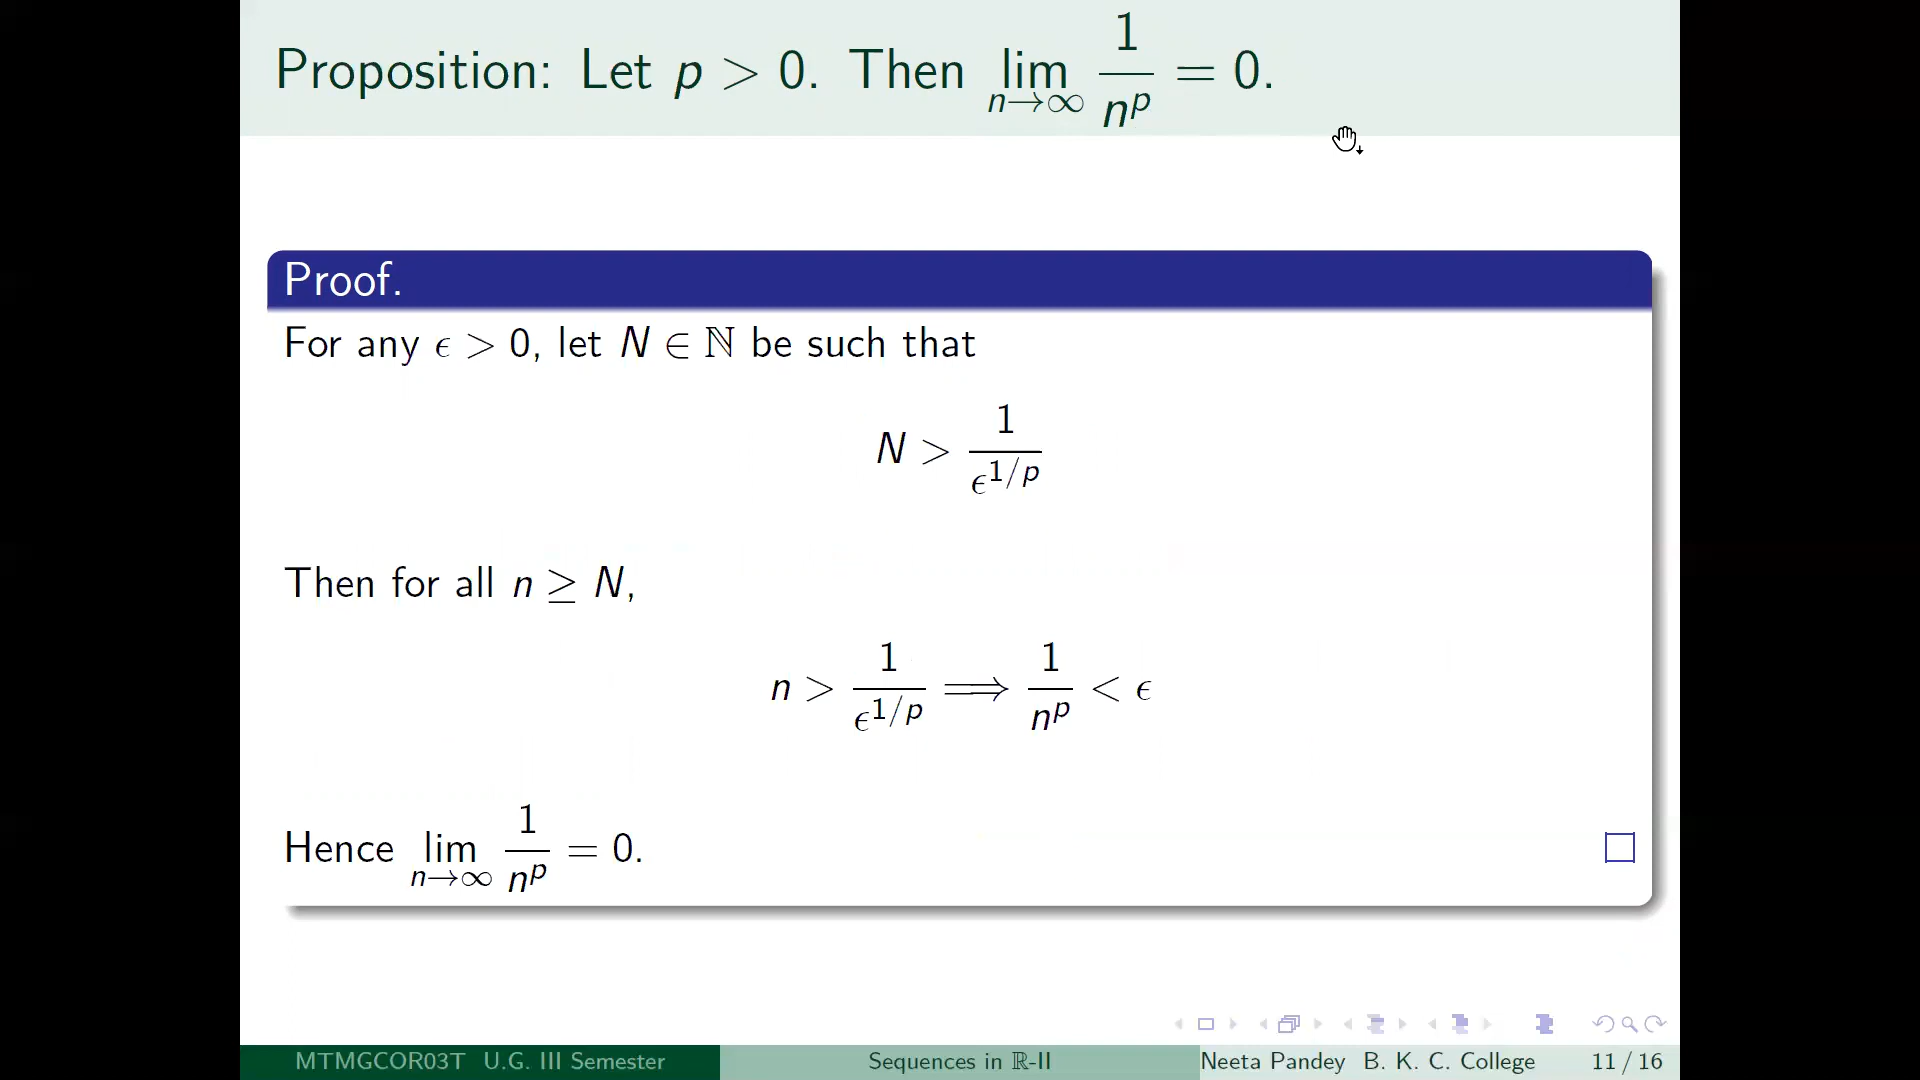 Proposition: Let p > 0. Then lim_{n→∞} 1/n^p = 0.
Proof.
For any ϵ > 0, let N ∈ ℕ be such that
N > 1/ϵ^{1/p}
Then for all n ≥ N,
n > 1/ϵ^{1/p} ⟹ 1/n^p < ϵ
Hence lim_{n→∞} 1/n^p = 0.
MTMGCOR03T U.G. III Semester
Sequences in ℝ-II
Neeta Pandey B. K. C. College
11 / 16